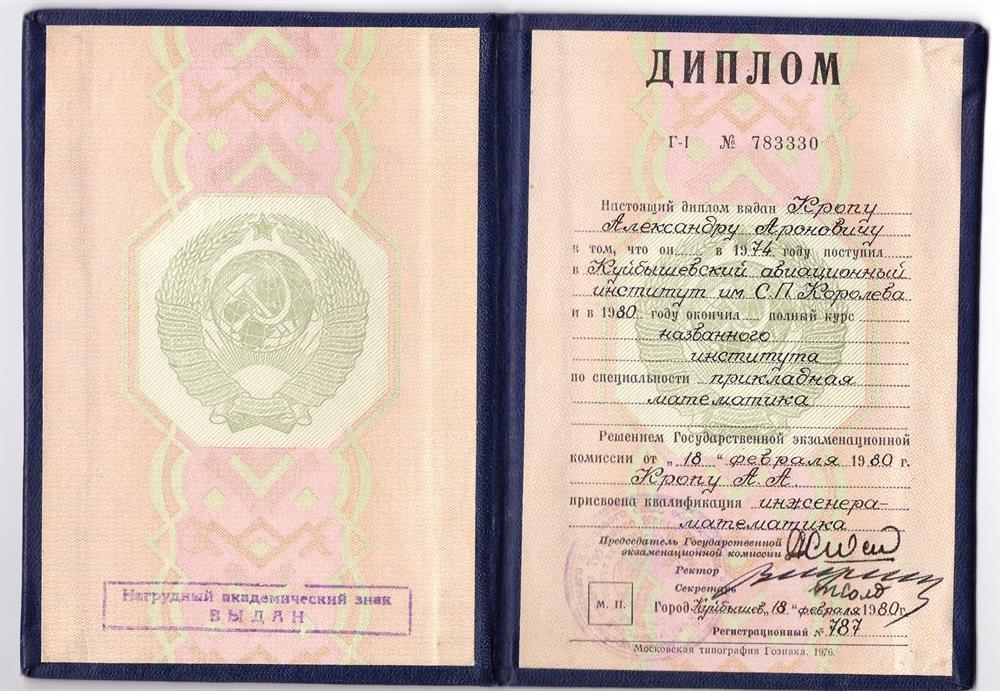 Нагрудный академический знак
ВЫДАН
ДИПЛОМ
Г-I № 783330
Настоящий диплом выдан Кропу
Александру Ароновичу
в том, что он в 1974 году поступил
в Куйбышевский авиационный
институт им. С.П. Королева
и в 1980 году окончил полный курс
названного
института
по специальности прикладная
математика
Решением Государственной экзаменационной
комиссии от „18“ февраля 1980 г.
Кропу А. А
присвоена квалификация инженера-
математика
Председатель Государственной
экзаменационной комиссии
Ректор
Секретарь
М. П.
Город Куйбышев, „18“ февраля 1980г.
Регистрационный № 787
Московская типография Гознака. 1976.